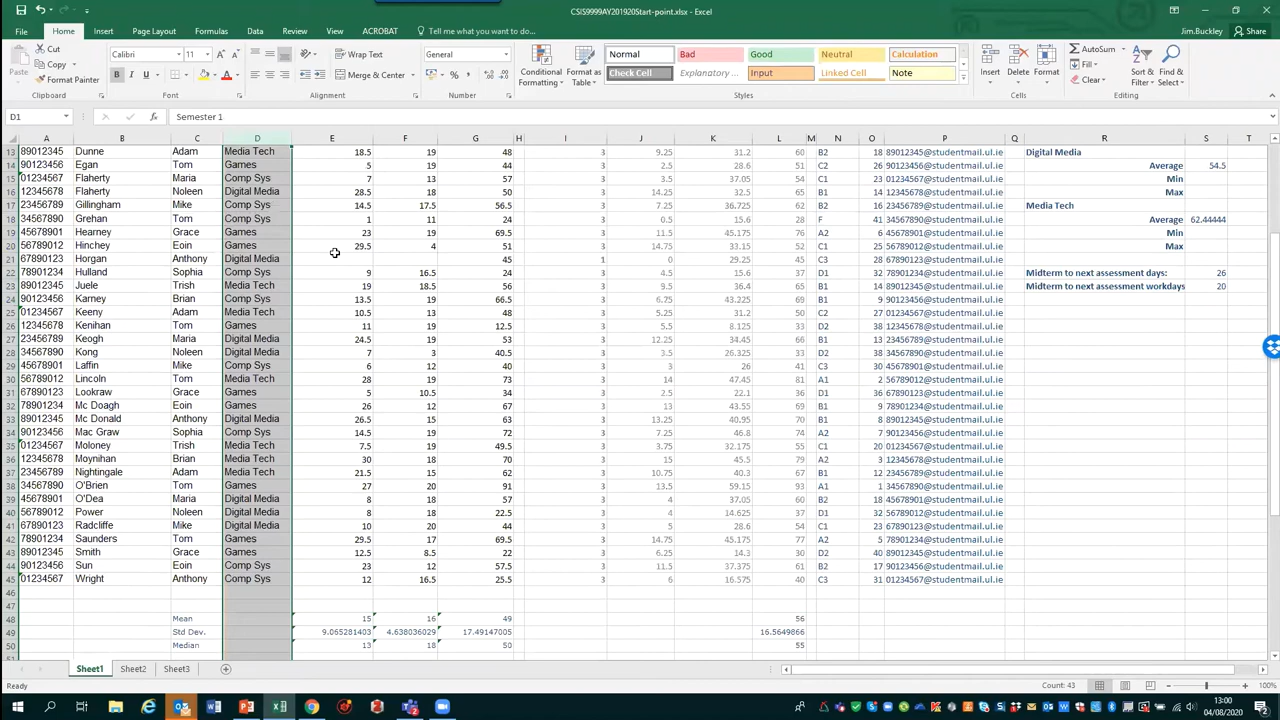 CSIS9999AY201920Start-point.xlsx - Excel
File Home Insert Page Layout Formulas Data Review View ACROBAT Tell me what you want to do... Jim.Buckley Share
Paste Cut Copy Format Painter Clipboard
Calibri 11 B I U Font
Wrap Text Merge & Center Alignment
General % , Number
Conditional Formatting Format as Table Normal Bad Good Neutral Calculation
Check Cell Explanatory ... Input Linked Cell Note Styles
Insert Delete Format Cells
AutoSum Fill Clear Sort & Filter Find & Select Editing
D1 fx Semester 1
A B C D E F G H I J K L M N O P Q R S T
13 89012345 Dunne Adam Media Tech 18.5 19 48 3 9.25 31.2 60 B2 18 89012345@studentmail.ul.ie Digital Media
14 90123456 Egan Tom Games 5 19 44 3 2.5 28.6 51 C2 26 90123456@studentmail.ul.ie Average 54.5
15 01234567 Flaherty Maria Comp Sys 7 13 57 3 3.5 37.05 51 C1 23 01234567@studentmail.ul.ie Min
16 12345678 Flaherty Noleen Digital Media 28.5 18 50 3 14.25 32.5 65 B1 14 12345678@studentmail.ul.ie Max
17 23456789 Gillingham Mike Comp Sys 14.5 17.5 56.5 3 7.25 36.725 62 B2 16 23456789@studentmail.ul.ie Media Tech
18 34567890 Grehan Tom Comp Sys 1 11 24 3 0.5 15.6 28 F 41 34567890@studentmail.ul.ie Average 62.44444
19 45678901 Hearney Grace Games 23 19 69.5 3 11.5 45.175 76 A2 6 45678901@studentmail.ul.ie Min
20 56789012 Hinchey Eoin Games 29.5 4 51 3 14.75 33.15 52 C1 25 56789012@studentmail.ul.ie Max
21 67890123 Horgan Anthony Digital Media 45 1 0 29.25 45 C3 28 67890123@studentmail.ul.ie
22 78901234 Hulland Sophia Comp Sys 9 16.5 24 3 4.5 15.6 37 D1 32 78901234@studentmail.ul.ie Midterm to next assessment days: 26
23 89012345 Juele Trish Media Tech 19 18.5 56 3 9.5 36.4 64 B1 14 89012345@studentmail.ul.ie Midterm to next assessment workdays 20
24 90123456 Karney Brian Comp Sys 13.5 19 66.5 3 6.75 43.225 69 B1 9 90123456@studentmail.ul.ie
25 01234567 Keeny Adam Media Tech 10.5 13 48 3 5.25 31.2 50 C2 27 01234567@studentmail.ul.ie
26 12345678 Kenihan Tom Games 11 19 12.5 3 5.5 8.125 33 D2 38 12345678@studentmail.ul.ie
27 23456789 Keogh Maria Digital Media 24.5 19 53 3 12.25 34.45 66 B1 13 23456789@studentmail.ul.ie
28 34567890 Kong Noleen Digital Media 7 3 40.5 3 3.5 26.325 33 D2 38 34567890@studentmail.ul.ie
29 45678901 Laffin Mike Comp Sys 6 12 40 3 3 26 41 C3 30 45678901@studentmail.ul.ie
30 56789012 Lincoln Tom Media Tech 28 19 73 3 14 47.45 81 A1 2 56789012@studentmail.ul.ie
31 67890123 Lookraw Grace Games 5 10.5 34 3 2.5 22.1 36 D1 36 67890123@studentmail.ul.ie
32 78901234 Mc Doagh Eoin Games 26 12 67 3 13 43.55 69 B1 9 78901234@studentmail.ul.ie
33 89012345 Mc Donald Anthony Digital Media 26.5 15 63 3 13.25 40.95 70 B1 8 89012345@studentmail.ul.ie
34 90123456 Mac Graw Sophia Comp Sys 14.5 19 72 3 7.25 46.8 74 A2 7 90123456@studentmail.ul.ie
35 01234567 Moloney Trish Media Tech 7.5 19 49.5 3 3.75 32.175 55 C1 20 01234567@studentmail.ul.ie
36 12345678 Moynihan Brian Media Tech 30 18 70 3 15 45.5 79 A2 3 12345678@studentmail.ul.ie
37 23456789 Nightingale Adam Media Tech 21.5 15 62 3 10.75 40.3 67 B1 12 23456789@studentmail.ul.ie
38 34567890 O'Brien Tom Games 27 20 91 3 13.5 59.15 93 A1 1 34567890@studentmail.ul.ie
39 45678901 O'Dea Maria Digital Media 8 18 57 3 4 37.05 60 B2 18 45678901@studentmail.ul.ie
40 56789012 Power Noleen Digital Media 8 18 22.5 3 4 14.625 37 D1 32 56789012@studentmail.ul.ie
41 67890123 Radcliffe Mike Digital Media 10 20 44 3 5 28.6 54 C1 23 67890123@studentmail.ul.ie
42 78901234 Saunders Tom Games 29.5 17 69.5 3 14.75 45.175 77 A2 5 78901234@studentmail.ul.ie
43 89012345 Smith Grace Comp Sys 12.5 8.5 22 3 6.25 14.3 30 D2 40 89012345@studentmail.ul.ie
44 90123456 Sun Eoin Comp Sys 23 12 57.5 3 11.5 37.375 61 B2 17 90123456@studentmail.ul.ie
45 01234567 Wright Anthony Comp Sys 12 16.5 25.5 3 6 16.575 40 C3 31 01234567@studentmail.ul.ie
46
47
48 Mean 15 16 49 56
49 Std Dev. 9.065281403 4.638036029 17.49147005 16.5649866
50 Median 13 18 50 55
Sheet1 Sheet2 Sheet3
Ready Count: 43 100%
13:00
04/08/2020